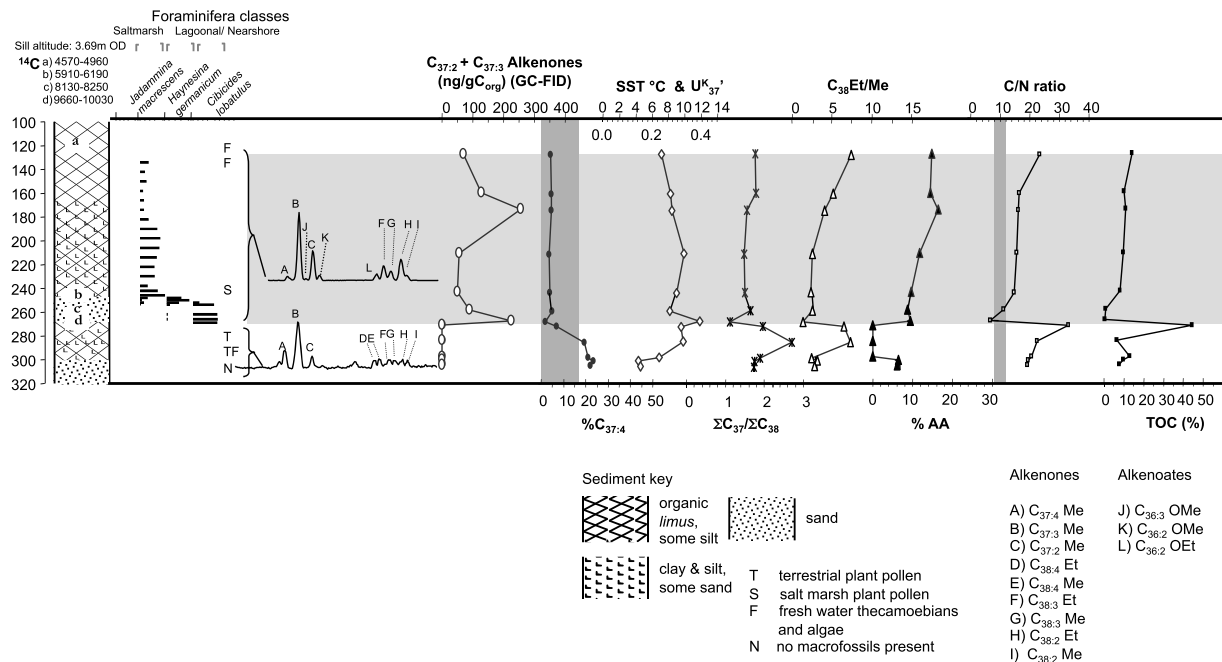 Foraminifera classes
Saltmarsh Lagoonal/ Nearshore
Sill altitude: 3.69m OD
14C a) 4570-4960
b) 5910-6190
c) 8130-8250
d) 9660-10030
Jadammina macrescens
Haynesina germanicum
Cibicides lobatulus
C37:2 + C37:3 Alkenones
(ng/gCorg) (GC-FID)
0 100 200 300 400
SST °C & UK37'
0 2 4 6 8 10 12 14
0.0 0.2 0.4
C38Et/Me
0 5 10 15
C/N ratio
0 10 20 30 40
100
120
140
160
180
200
220
240
260
280
300
320
a
b
c
d
F
F
S
T
TF
N
A B J C K L F G H I
A B C D E F G H I
0 10 20 30 40 50
%C37:4
0 1 2 3
ΣC37/ΣC38
0 10 20 30
% AA
0 10 20 30 40 50
TOC (%)
Sediment key
organic
limus,
some silt
sand
clay & silt,
some sand
T terrestrial plant pollen
S salt marsh plant pollen
F fresh water thecamoebians
and algae
N no macrofossils present
Alkenones
A) C37:4 Me
B) C37:3 Me
C) C37:2 Me
D) C38:4 Et
E) C38:4 Me
F) C38:3 Et
G) C38:3 Me
H) C38:2 Et
I) C38:2 Me
Alkenoates
J) C36:3 OMe
K) C36:2 OMe
L) C36:2 OEt